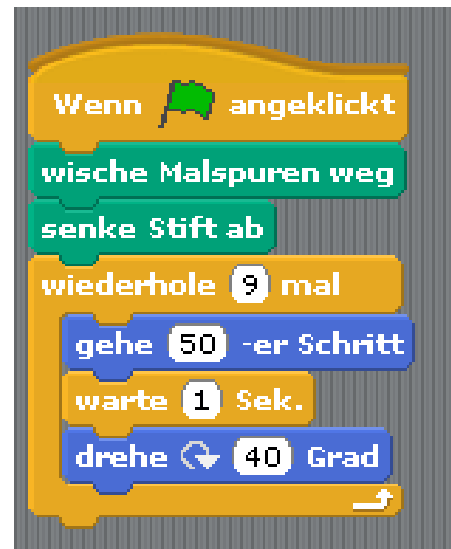 Wenn angeklickt
wische Malspuren weg
senke Stift ab
wiederhole 9 mal
gehe 50 -er Schritt
warte 1 Sek.
drehe 40 Grad